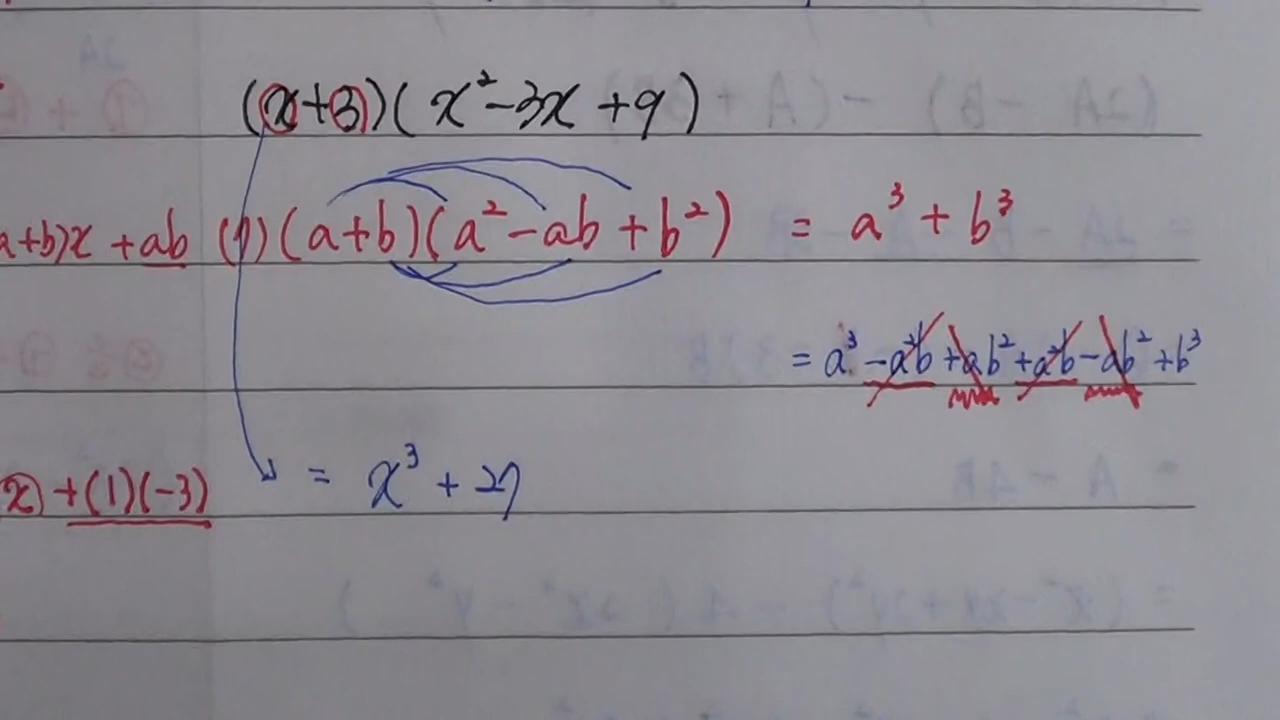 (x+3)(x²-3x+9)
a+b)x+ab (1)(a+b)(a²-ab+b²) = a³+b³
= a³-a²b+ab²+a²b-ab²+b³
x)+(1)(-3) = x³+27